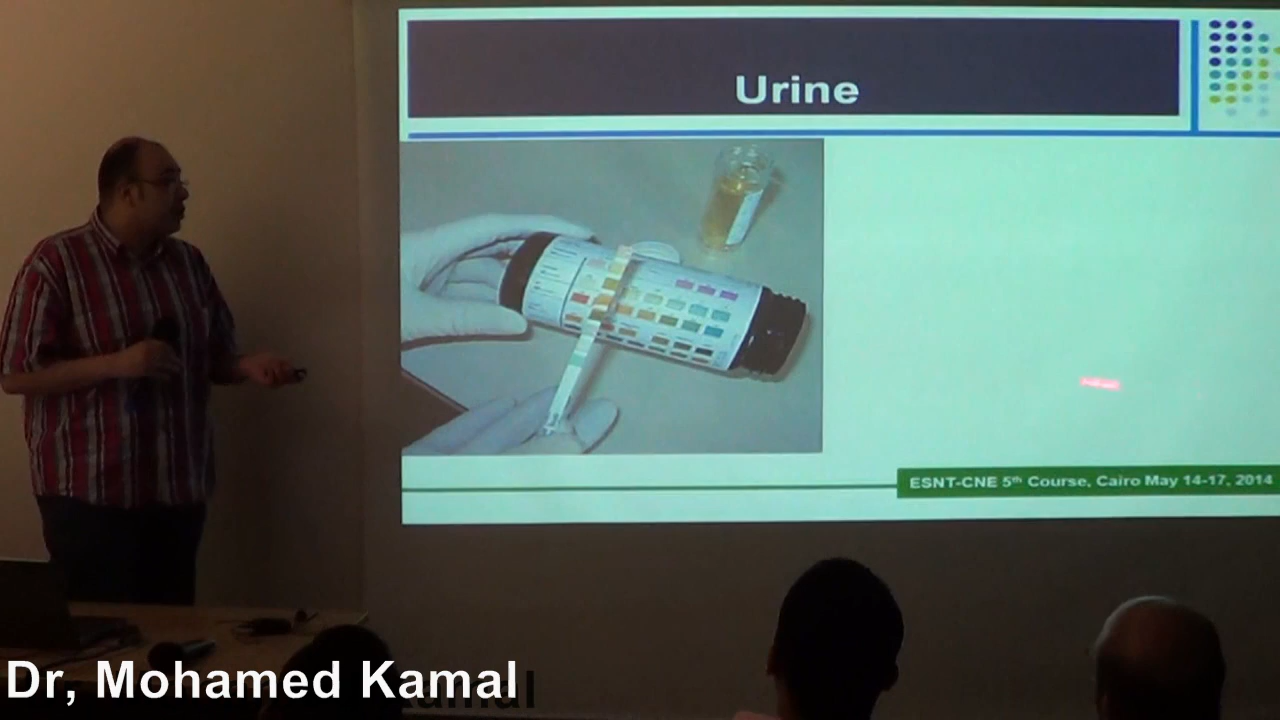 Urine
ESNT-CNE 5th Course, Cairo May 14-17, 2014
Dr, Mohamed Kamal